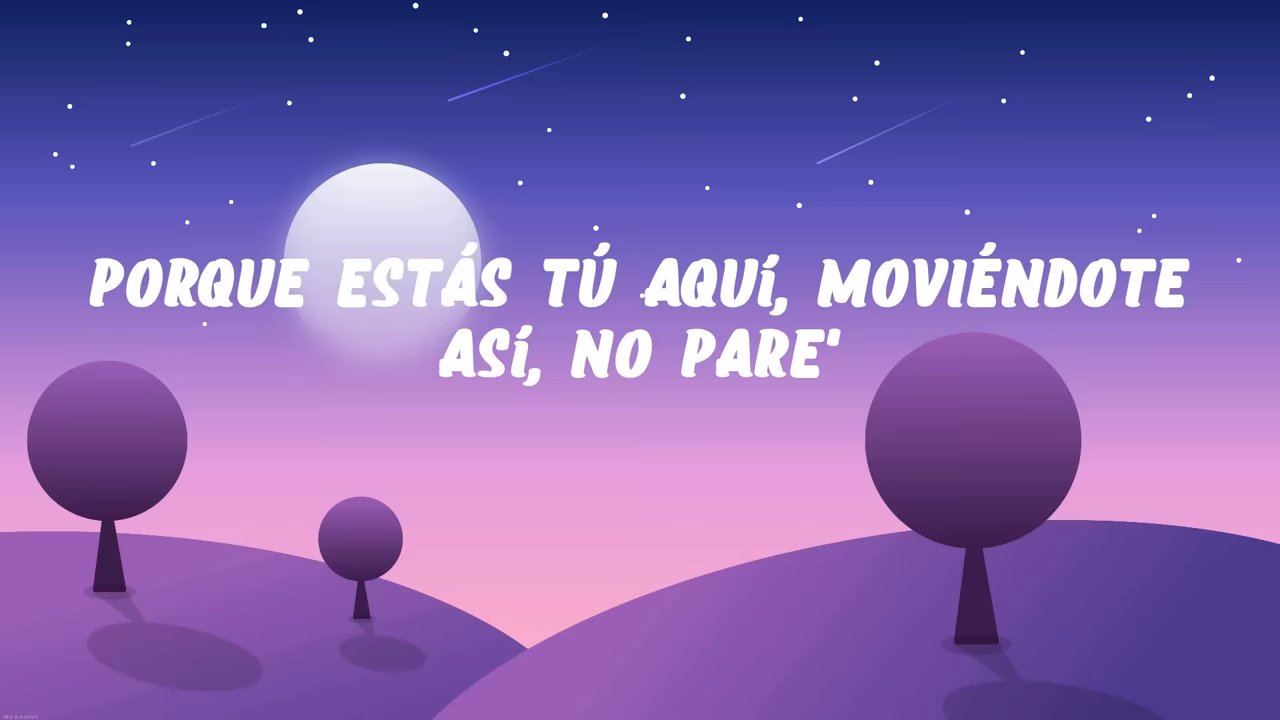 PORQUE ESTÁS TÚ AQUÍ, MOVIÉNDOTE
ASÍ, NO PARE'